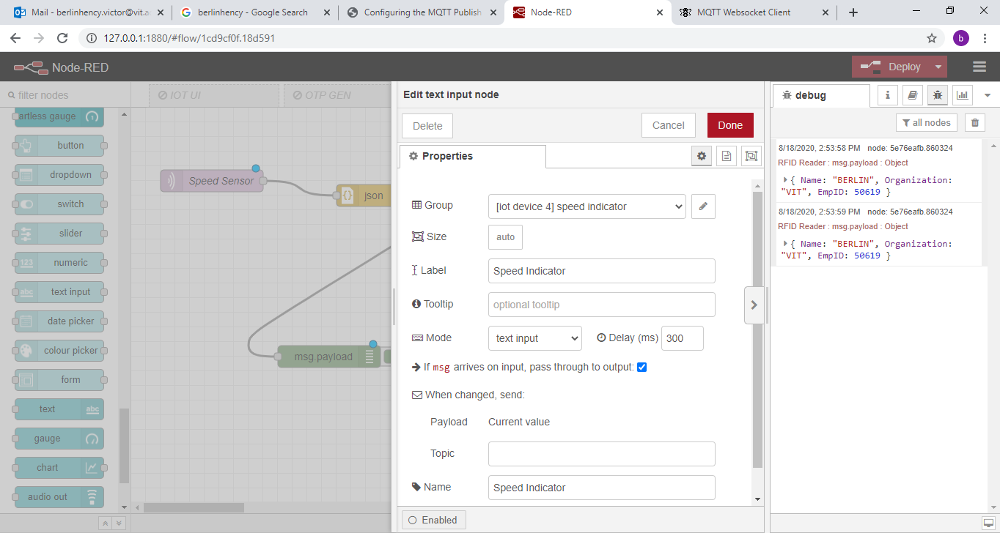 Mail - berlinhency.victor@vit.a
berlinhency - Google Search
Configuring the MQTT Publish
Node-RED
MQTT Websocket Client
127.0.0.1:1880/#flow/1cd9cf0f.18d591
b
Node-RED
Deploy
filter nodes
artless gauge
button
dropdown
switch
slider
123
numeric
abc
text input
date picker
colour picker
form
text
abc
gauge
chart
audio out
IOT UI
OTP GEN
Speed Sensor
{}
json
msg.payload
Edit text input node
Delete
Cancel
Done
Properties
Group
[iot device 4] speed indicator
Size
auto
Label
Speed Indicator
Tooltip
optional tooltip
Mode
text input
Delay (ms)
300
If msg arrives on input, pass through to output:
When changed, send:
Payload
Current value
Topic
Name
Speed Indicator
Enabled
debug
i
all nodes
8/18/2020, 2:53:58 PM node: 5e76eafb.860324
RFID Reader : msg.payload : Object
{ Name: "BERLIN", Organization:
"VIT", EmpID: 50619 }
8/18/2020, 2:53:59 PM node: 5e76eafb.860324
RFID Reader : msg.payload : Object
{ Name: "BERLIN", Organization:
"VIT", EmpID: 50619 }